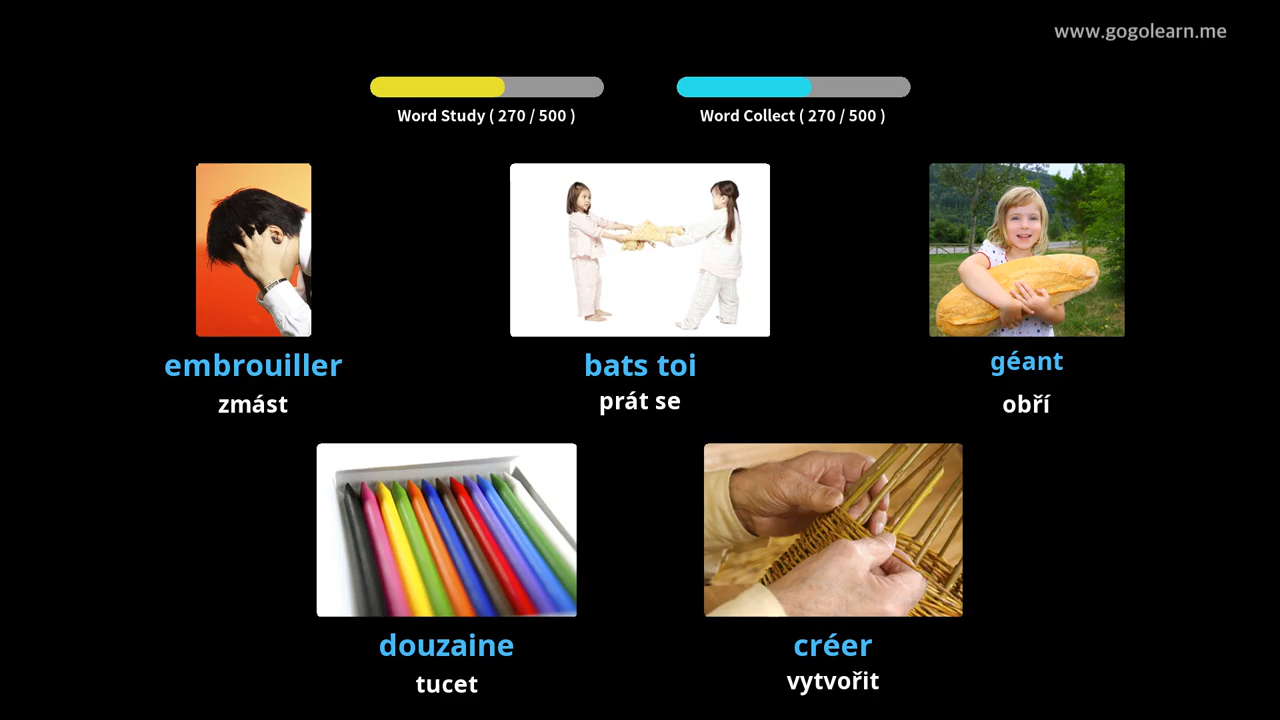 www.gogolearn.me
Word Study ( 270 / 500 )
Word Collect ( 270 / 500 )
embrouiller
zmást
bats toi
prát se
géant
obří
douzaine
tucet
créer
vytvořit